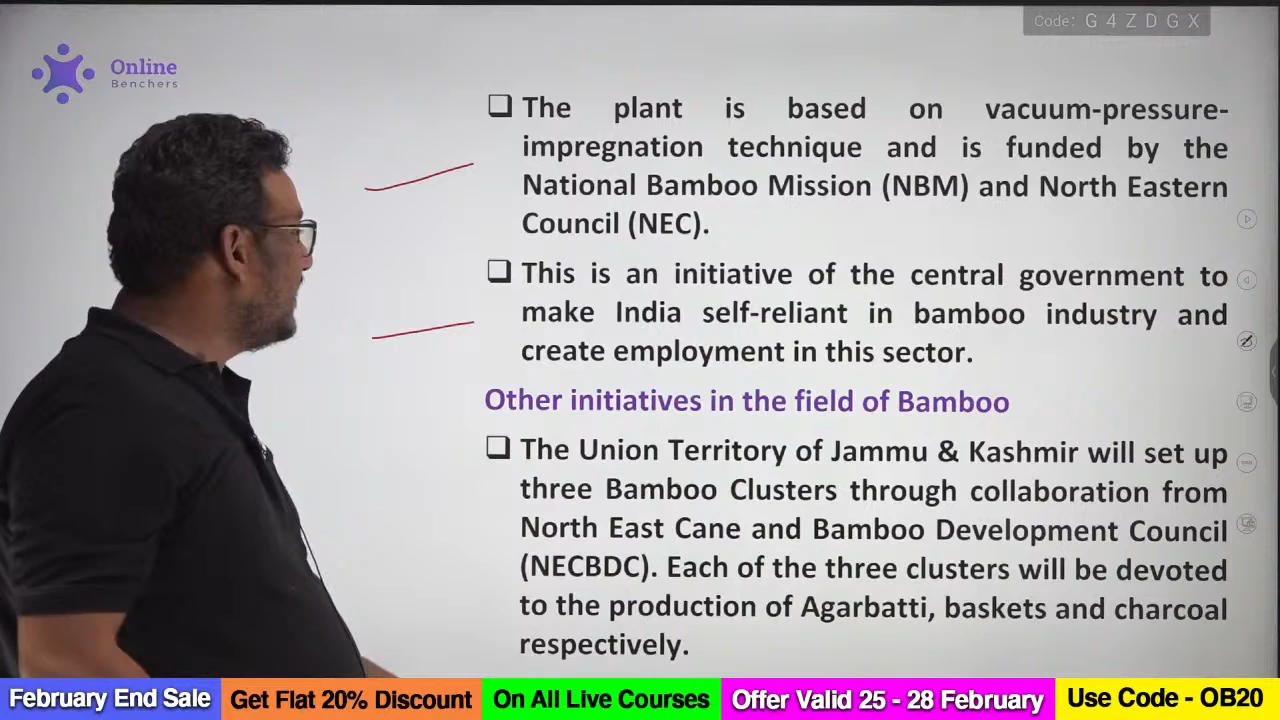 Code: G 4 Z D G X
Online
Benchers
❑ The plant is based on vacuum-pressure-
impregnation technique and is funded by the
National Bamboo Mission (NBM) and North Eastern
Council (NEC).
❑ This is an initiative of the central government to
make India self-reliant in bamboo industry and
create employment in this sector.
Other initiatives in the field of Bamboo
❑ The Union Territory of Jammu & Kashmir will set up
three Bamboo Clusters through collaboration from
North East Cane and Bamboo Development Council
(NECBDC). Each of the three clusters will be devoted
to the production of Agarbatti, baskets and charcoal
respectively.
February End Sale Get Flat 20% Discount On All Live Courses Offer Valid 25 - 28 February Use Code - OB20